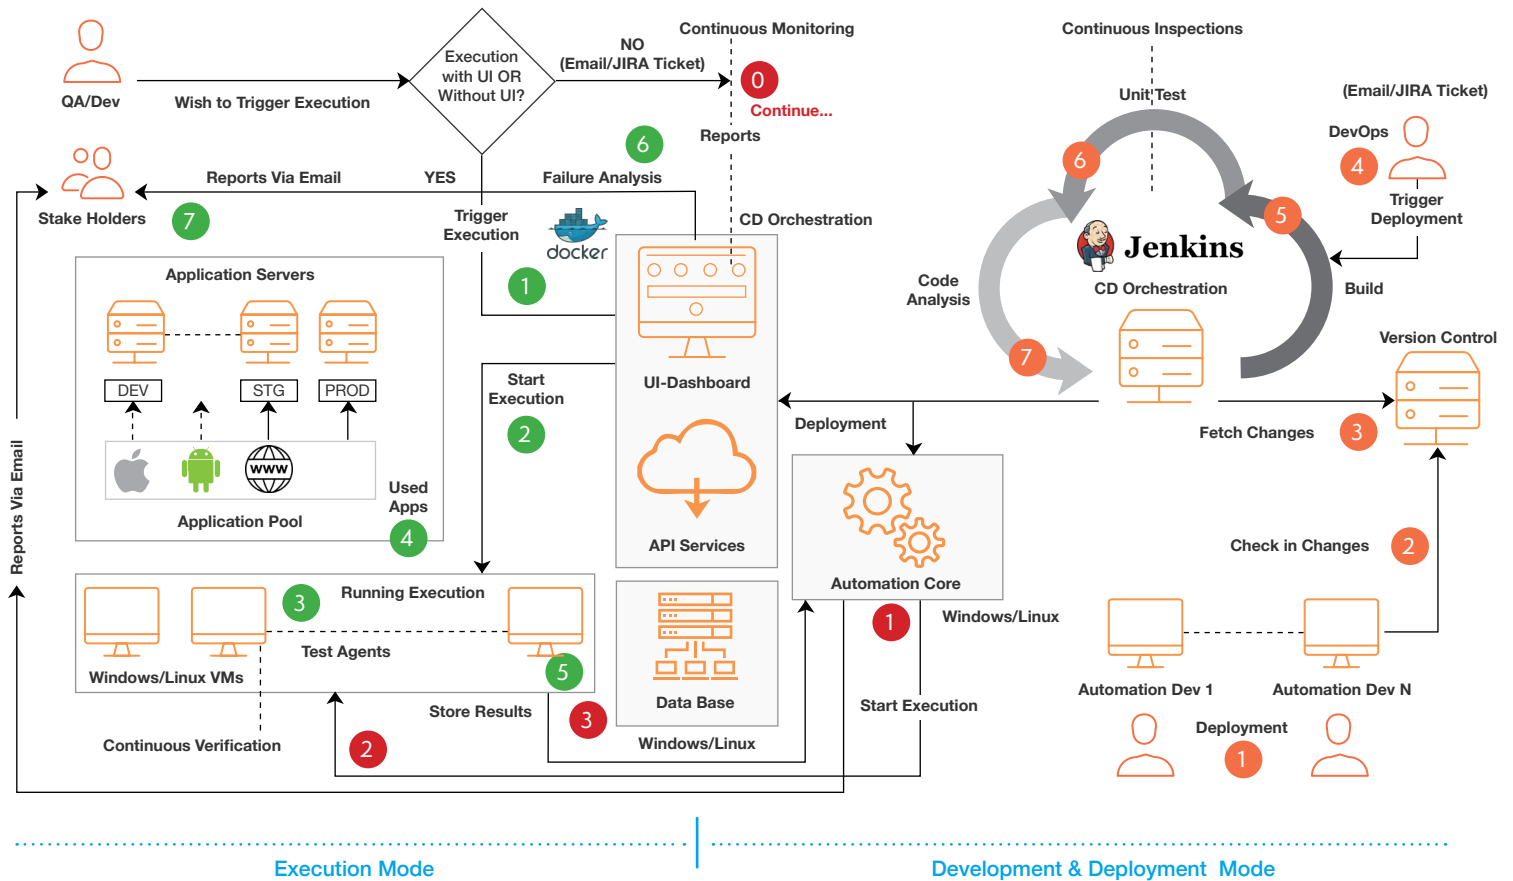 QA/Dev
Wish to Trigger Execution
Execution
with UI OR
Without UI?
NO
(Email/JIRA Ticket)
Continuous Monitoring
0
Continue...
Reports
6
Failure Analysis
YES
Reports Via Email
7
Stake Holders
Trigger
Execution
docker
1
CD Orchestration
UI-Dashboard
API Services
Application Servers
DEV
STG
PROD
WWW
Application Pool
Used
Apps
4
Start
Execution
2
Reports Via Email
3
Running Execution
Test Agents
5
Windows/Linux VMs
Continuous Verification
Store Results
3
2
Data Base
Windows/Linux
Deployment
Automation Core
1
Windows/Linux
Start Execution
Continuous Inspections
Unit Test
6
5
Jenkins
CD Orchestration
Code
Analysis
7
Build
(Email/JIRA Ticket)
DevOps
4
Trigger
Deployment
Version Control
Fetch Changes
3
Check in Changes
2
Automation Dev 1
Automation Dev N
Deployment
1
Execution Mode
Development & Deployment Mode